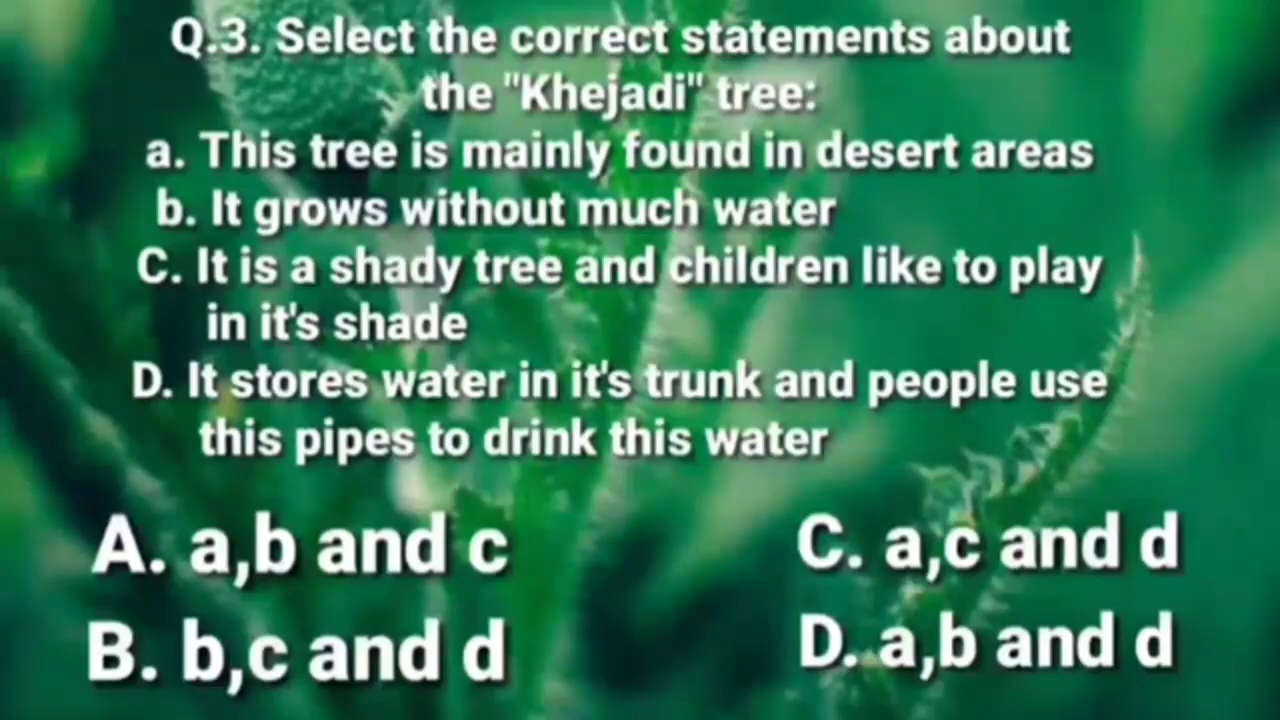 Q.3. Select the correct statements about
the "Khejadi" tree:
a. This tree is mainly found in desert areas
b. It grows without much water
C. It is a shady tree and children like to play
in it's shade
D. It stores water in it's trunk and people use
this pipes to drink this water
A. a,b and c
C. a,c and d
B. b,c and d
D. a,b and d